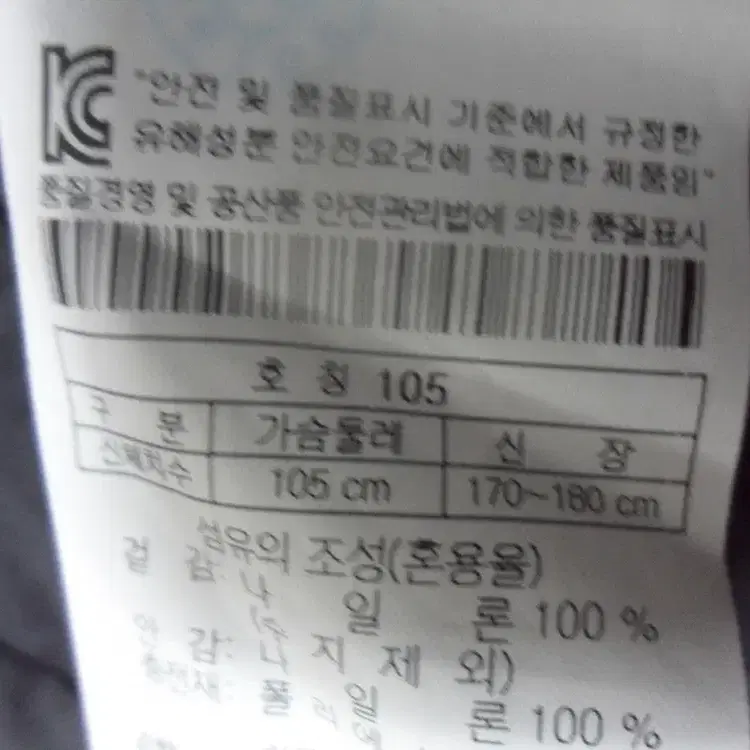 KC
"안전 및 품질표시 기준에서 규정한
유해성분 안전요건에 적합한 제품임"
품질경영 및 공산품 안전관리법에 의한 품질표시
호 칭 105
구 분 가슴둘레 신 장
신체치수 105 cm 170~180 cm
섬유의 조성(혼용율)
겉 감: 나 일 론 100 %
지 제 외)
안 감: 나 일 론 100 %
충전재: